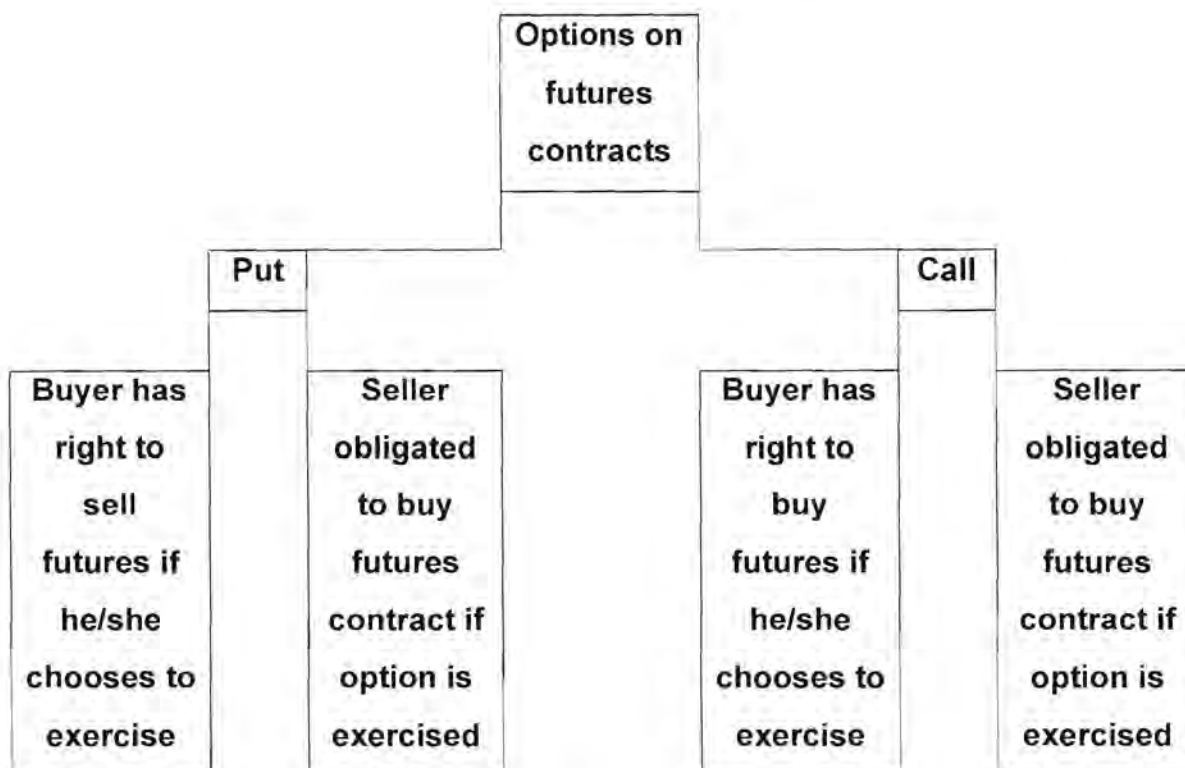 Options on
futures
contracts
Put
Call
Buyer has
right to
sell
futures if
he/she
chooses to
exercise
Seller
obligated
to buy
futures
contract if
option is
exercised
Buyer has
right to
buy
futures if
he/she
chooses to
exercise
Seller
obligated
to buy
futures
contract if
option is
exercised